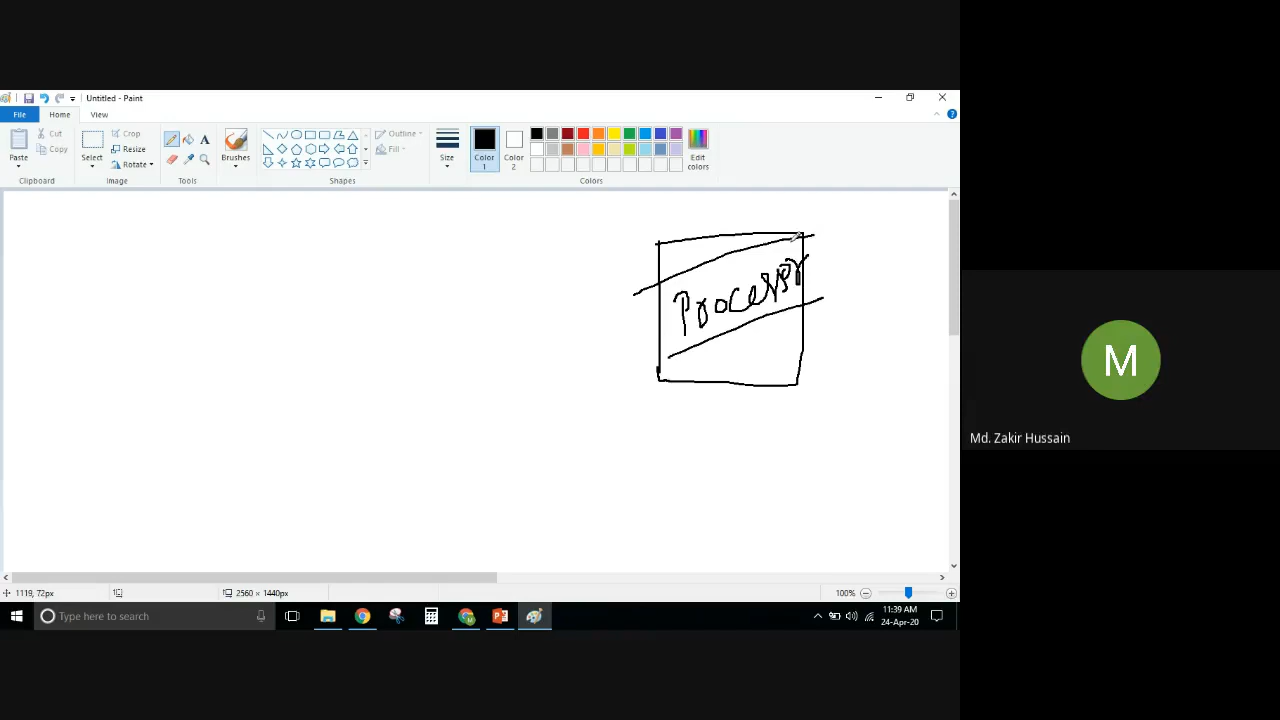 Untitled - Paint
File
Home
View
Paste
Cut
Copy
Clipboard
Select
Crop
Resize
Rotate
Image
Tools
Brushes
Shapes
Outline
Fill
Size
Color
1
Color
2
Edit
colors
Colors
Processor
M
Md. Zakir Hussain
1119, 72px
2560 × 1440px
100%
Type here to search
11:39 AM
24-Apr-20